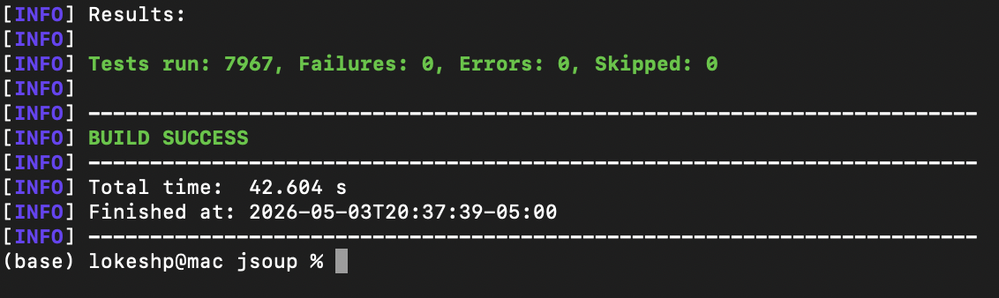 [INFO] Results:
[INFO]
[INFO] Tests run: 7967, Failures: 0, Errors: 0, Skipped: 0
[INFO]
[INFO] ------------------------------------------------------------------------
[INFO] BUILD SUCCESS
[INFO] ------------------------------------------------------------------------
[INFO] Total time:  42.604 s
[INFO] Finished at: 2026-05-03T20:37:39-05:00
[INFO] ------------------------------------------------------------------------
(base) lokeshp@mac jsoup %